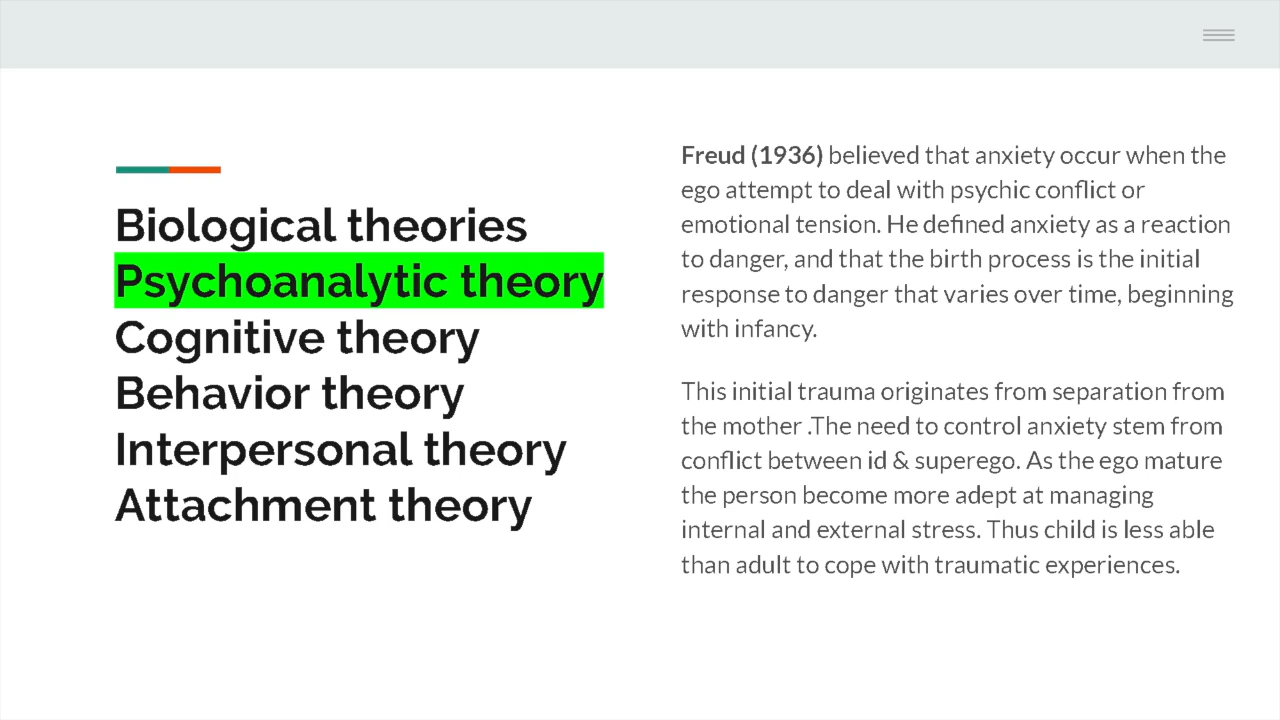 Biological theories
Psychoanalytic theory
Cognitive theory
Behavior theory
Interpersonal theory
Attachment theory
Freud (1936) believed that anxiety occur when the
ego attempt to deal with psychic conflict or
emotional tension. He defined anxiety as a reaction
to danger, and that the birth process is the initial
response to danger that varies over time, beginning
with infancy.
This initial trauma originates from separation from
the mother .The need to control anxiety stem from
conflict between id & superego. As the ego mature
the person become more adept at managing
internal and external stress. Thus child is less able
than adult to cope with traumatic experiences.